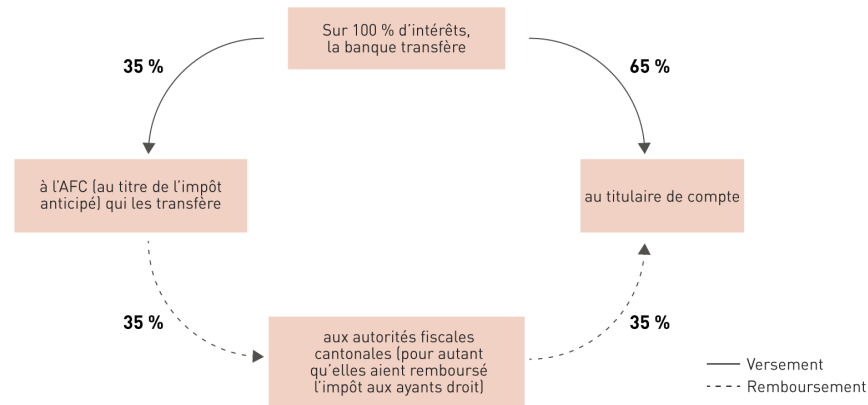 Sur 100 % d’intérêts,
la banque transfère
35 %
65 %
à l’AFC (au titre de l’impôt
anticipé) qui les transfère
au titulaire de compte
35 %
35 %
aux autorités fiscales
cantonales (pour autant
qu’elles aient remboursé
l’impôt aux ayants droit)
Versement
Remboursement